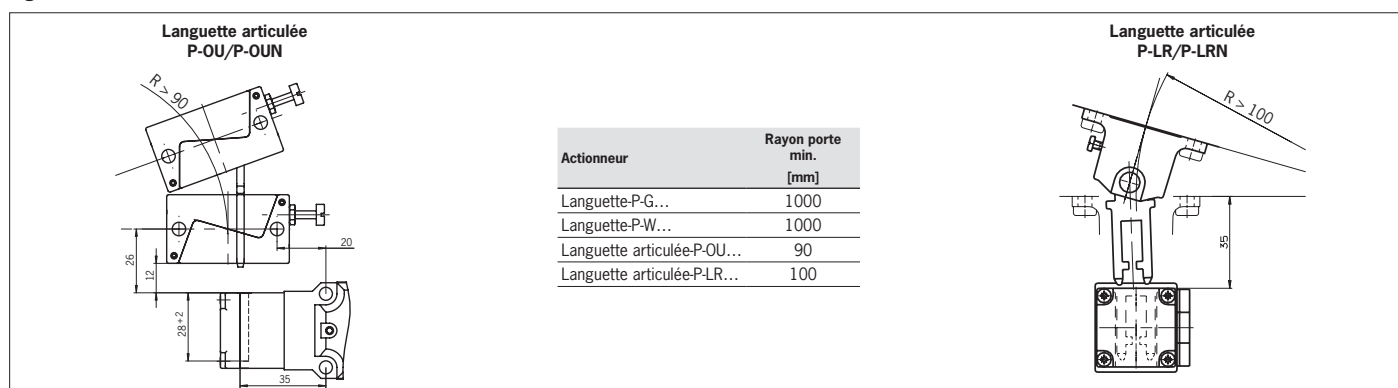 Languette articulée
P-OU/P-OUN
R > 90
20
26
12
28+2
35
Actionneur
Rayon porte
min.
[mm]
Languette-P-G… 1000
Languette-P-W… 1000
Languette articulée-P-OU… 90
Languette articulée-P-LR… 100
Languette articulée
P-LR/P-LRN
R > 100
35